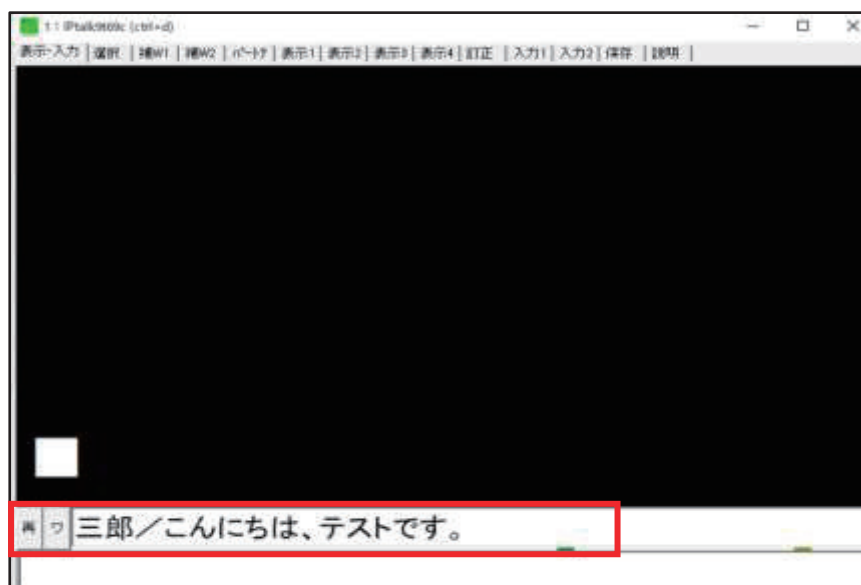 1:1 IPtalk9t69c (ctrl+d)
表示・入力 | 選択 | 補W1 | 補W2 | パートナ | 表示1 | 表示2 | 表示3 | 表示4 | 訂正 | 入力1 | 入力2 | 保存 | 説明 |
再 ワ 三郎／こんにちは、テストです。